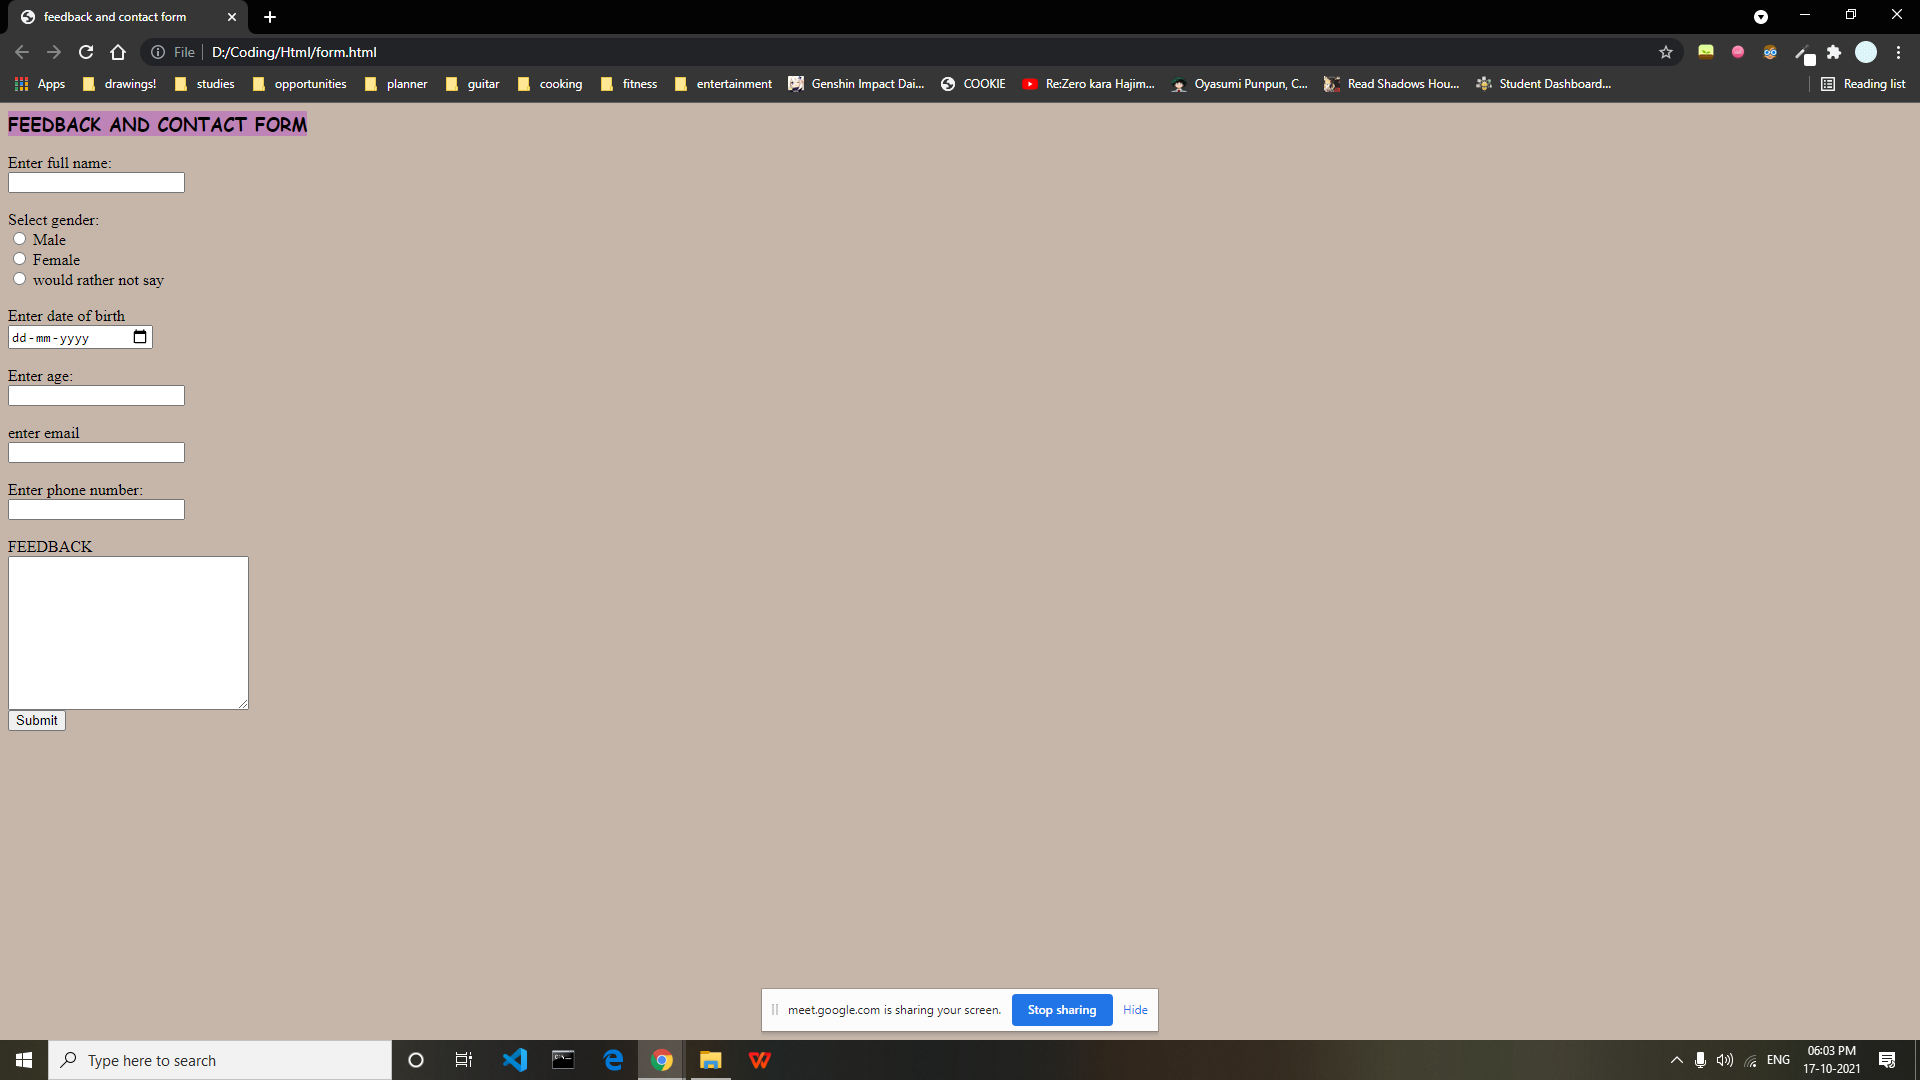 feedback and contact form
File D:/Coding/Html/form.html
Apps drawings! studies opportunities planner guitar cooking fitness entertainment Genshin Impact Dai... COOKIE Re:Zero kara Hajim... Oyasumi Punpun, C... Read Shadows Hou... Student Dashboard... Reading list
FEEDBACK AND CONTACT FORM
Enter full name:
Select gender:
Male
Female
would rather not say
Enter date of birth
dd-mm-yyyy
Enter age:
enter email
Enter phone number:
FEEDBACK
Submit
meet.google.com is sharing your screen. Stop sharing Hide
Type here to search
ENG
06:03 PM
17-10-2021